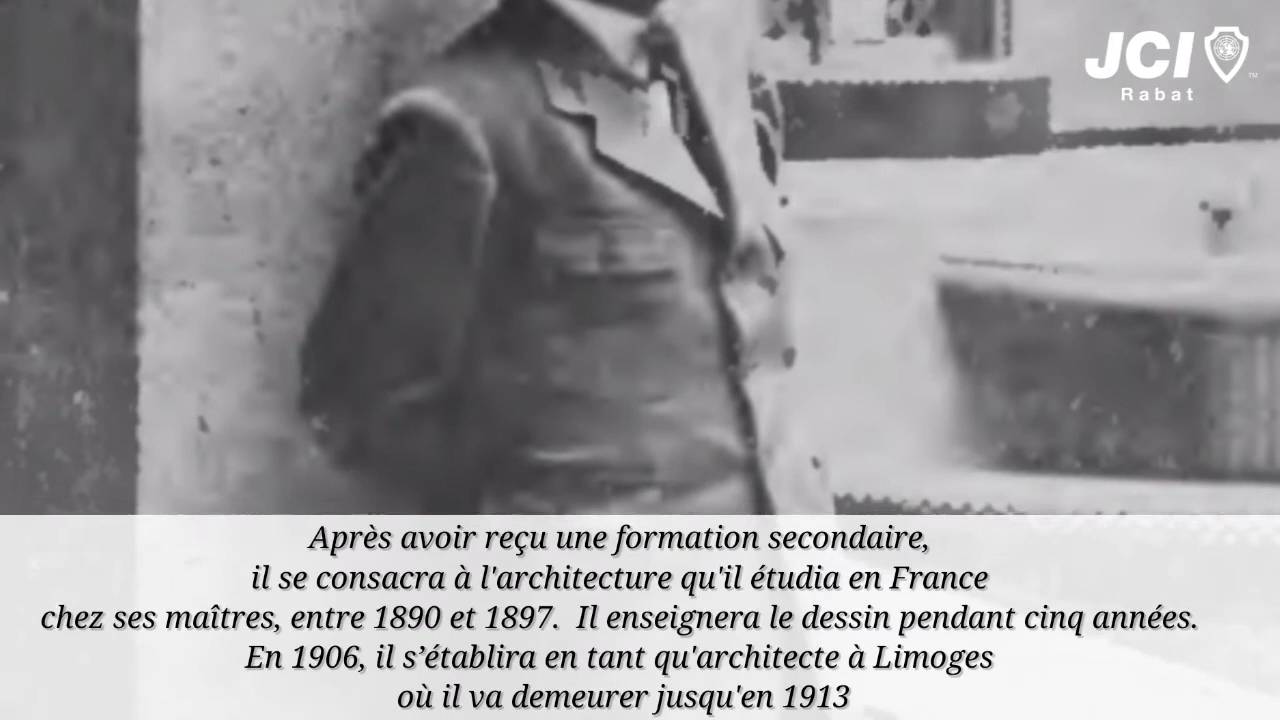 JCI
TM
Rabat
Après avoir reçu une formation secondaire,
il se consacra à l'architecture qu'il étudia en France
chez ses maîtres, entre 1890 et 1897. Il enseignera le dessin pendant cinq années.
En 1906, il s’établira en tant qu'architecte à Limoges
où il va demeurer jusqu'en 1913